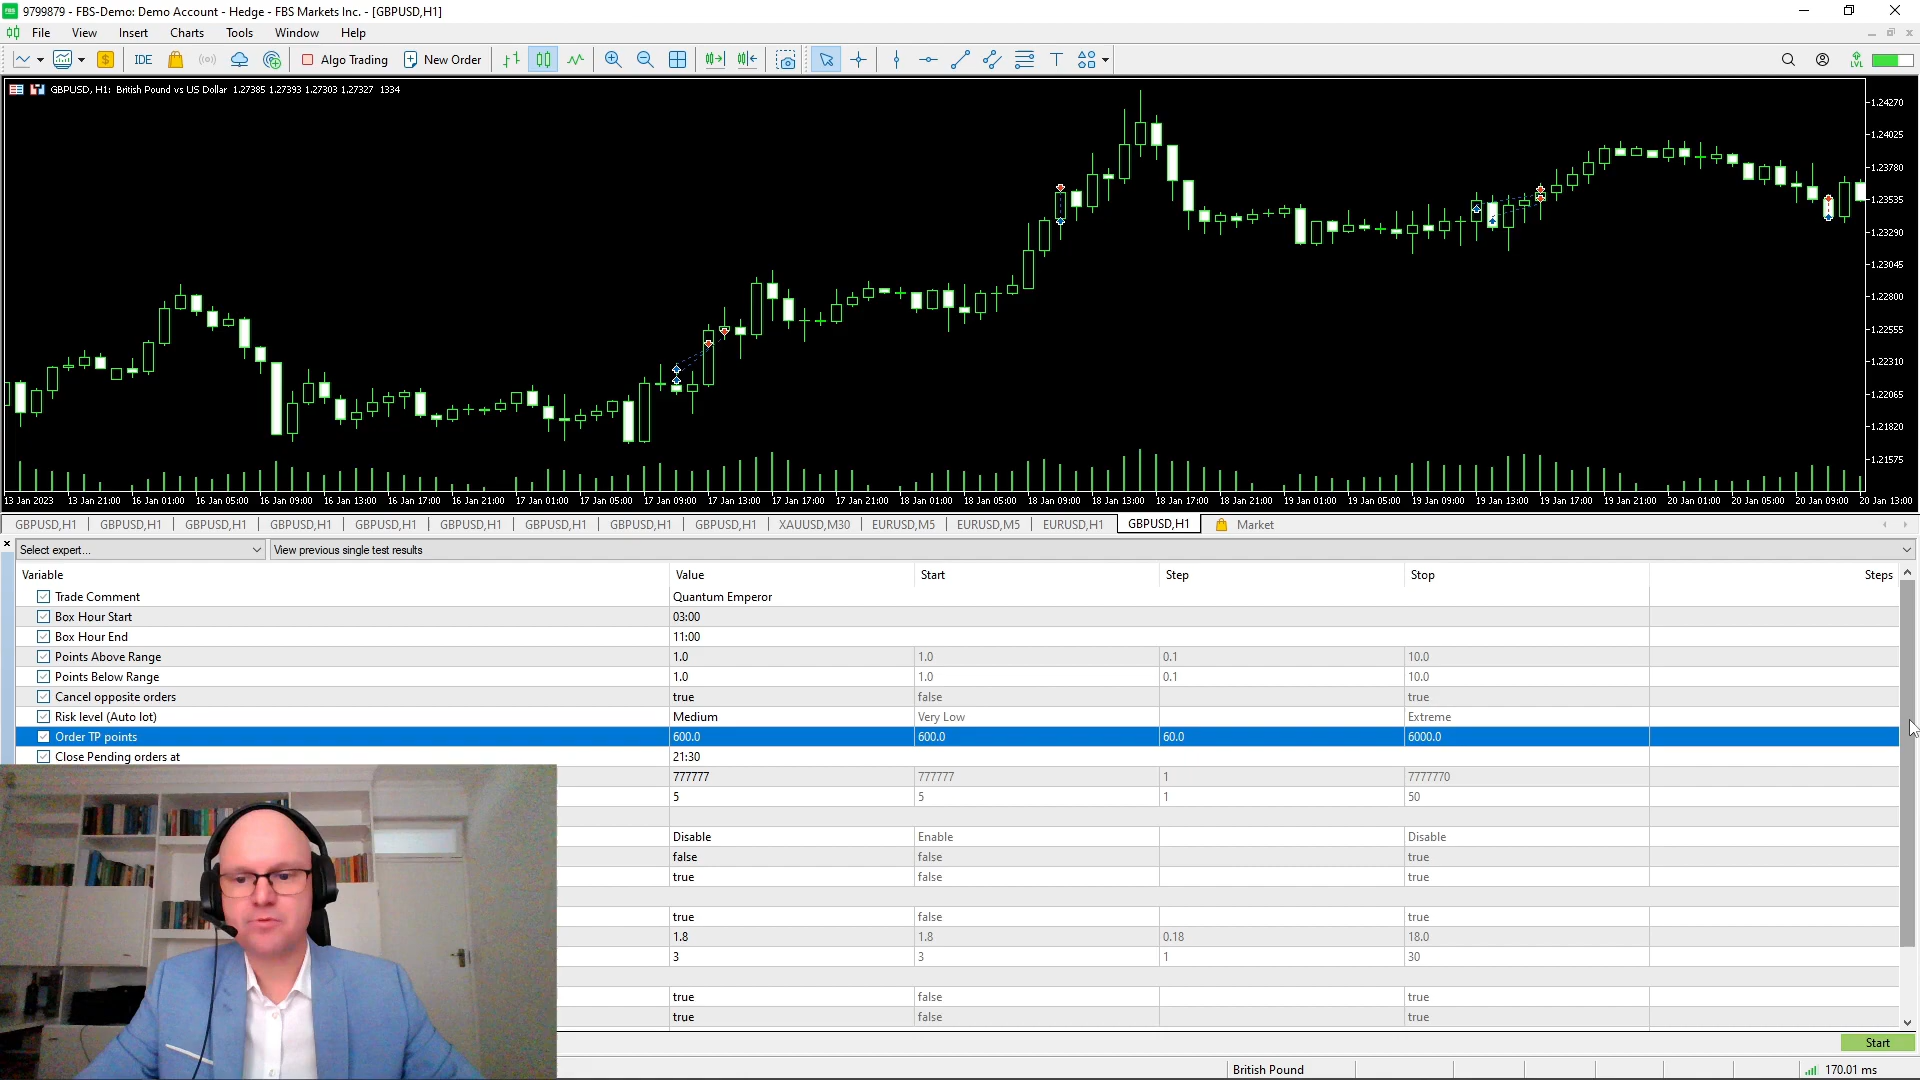 9799879 - FBS-Demo: Demo Account - Hedge - FBS Markets Inc. - [GBPUSD,H1]
File View Insert Charts Tools Window Help
IDE Algo Trading New Order LVL
GBPUSD, H1: British Pound vs US Dollar 1.27385 1.27393 1.27303 1.27327 1334
1.24270
1.24025
1.23780
1.23535
1.23290
1.23045
1.22800
1.22555
1.22310
1.22065
1.21820
1.21575
13 Jan 2023 13 Jan 21:00 16 Jan 01:00 16 Jan 05:00 16 Jan 09:00 16 Jan 13:00 16 Jan 17:00 16 Jan 21:00 17 Jan 01:00 17 Jan 05:00 17 Jan 09:00 17 Jan 13:00 17 Jan 17:00 17 Jan 21:00 18 Jan 01:00 18 Jan 05:00 18 Jan 09:00 18 Jan 13:00 18 Jan 17:00 18 Jan 21:00 19 Jan 01:00 19 Jan 05:00 19 Jan 09:00 19 Jan 13:00 19 Jan 17:00 19 Jan 21:00 20 Jan 01:00 20 Jan 05:00 20 Jan 09:00 20 Jan 13:00
GBPUSD,H1 GBPUSD,H1 GBPUSD,H1 GBPUSD,H1 GBPUSD,H1 GBPUSD,H1 GBPUSD,H1 GBPUSD,H1 GBPUSD,H1 XAUUSD,M30 EURUSD,M5 EURUSD,M5 EURUSD,H1 GBPUSD,H1 Market
Select expert... View previous single test results
Variable Value Start Step Stop Steps
Trade Comment Quantum Emperor
Box Hour Start 03:00
Box Hour End 11:00
Points Above Range 1.0 1.0 0.1 10.0
Points Below Range 1.0 1.0 0.1 10.0
Cancel opposite orders true false true
Risk level (Auto lot) Medium Very Low Extreme
Order TP points 600.0 600.0 60.0 6000.0
Close Pending orders at 21:30
777777 777777 1 7777770
5 5 1 50
Disable Enable Disable
false false true
true false true
true false true
1.8 1.8 0.18 18.0
3 3 1 30
true false true
true false true
Start
British Pound 170.01 ms